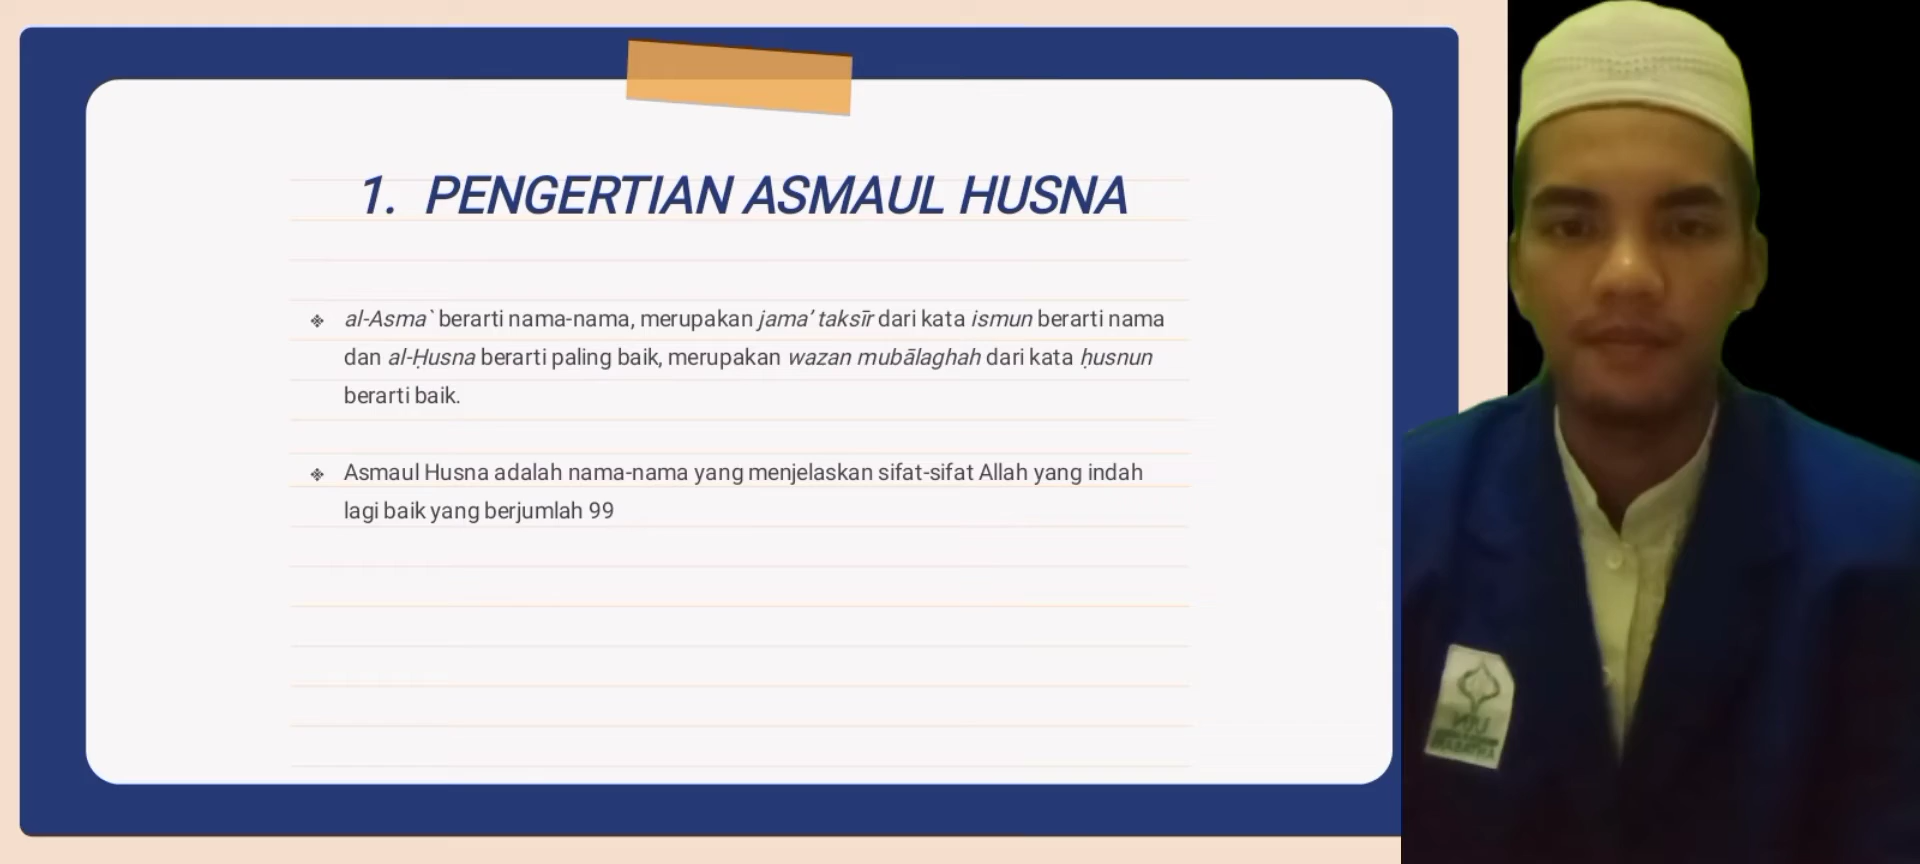 1. PENGERTIAN ASMAUL HUSNA
❖ al-Asma` berarti nama-nama, merupakan jama’ taksīr dari kata ismun berarti nama
dan al-Ḥusna berarti paling baik, merupakan wazan mubālaghah dari kata ḥusnun
berarti baik.
❖ Asmaul Husna adalah nama-nama yang menjelaskan sifat-sifat Allah yang indah
lagi baik yang berjumlah 99
UIN